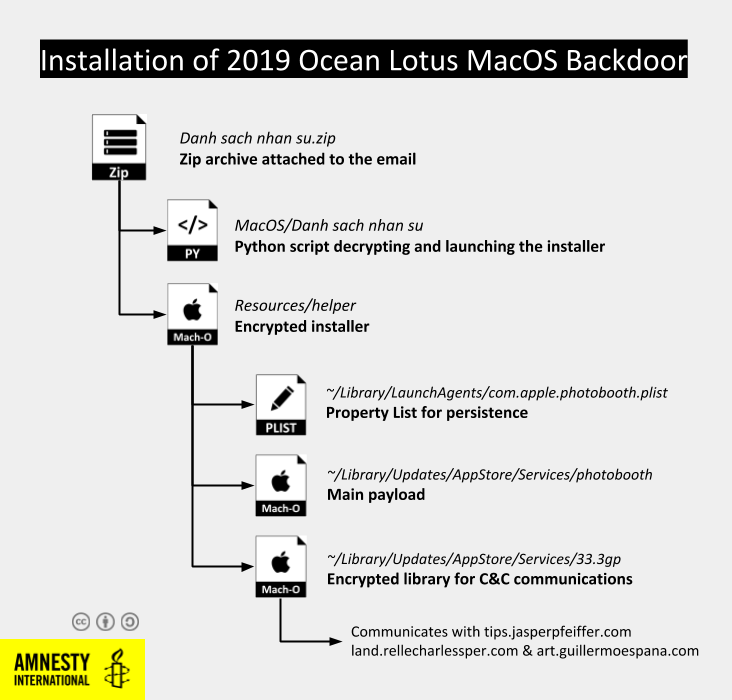 Installation of 2019 Ocean Lotus MacOS Backdoor
Zip
Danh sach nhan su.zip
Zip archive attached to the email
</>
PY
MacOS/Danh sach nhan su
Python script decrypting and launching the installer
Mach-O
Resources/helper
Encrypted installer
PLIST
~/Library/LaunchAgents/com.apple.photobooth.plist
Property List for persistence
Mach-O
~/Library/Updates/AppStore/Services/photobooth
Main payload
Mach-O
~/Library/Updates/AppStore/Services/33.3gp
Encrypted library for C&C communications
Communicates with tips.jasperpfeiffer.com
land.rellecharlessper.com & art.guillermoespana.com
cc
AMNESTY
INTERNATIONAL